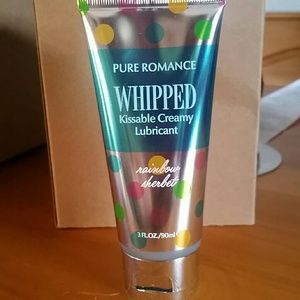 PURE ROMANCE
WHIPPED
Kissable Creamy
Lubricant
rainbow
sherbet
3 FL.OZ./90ml